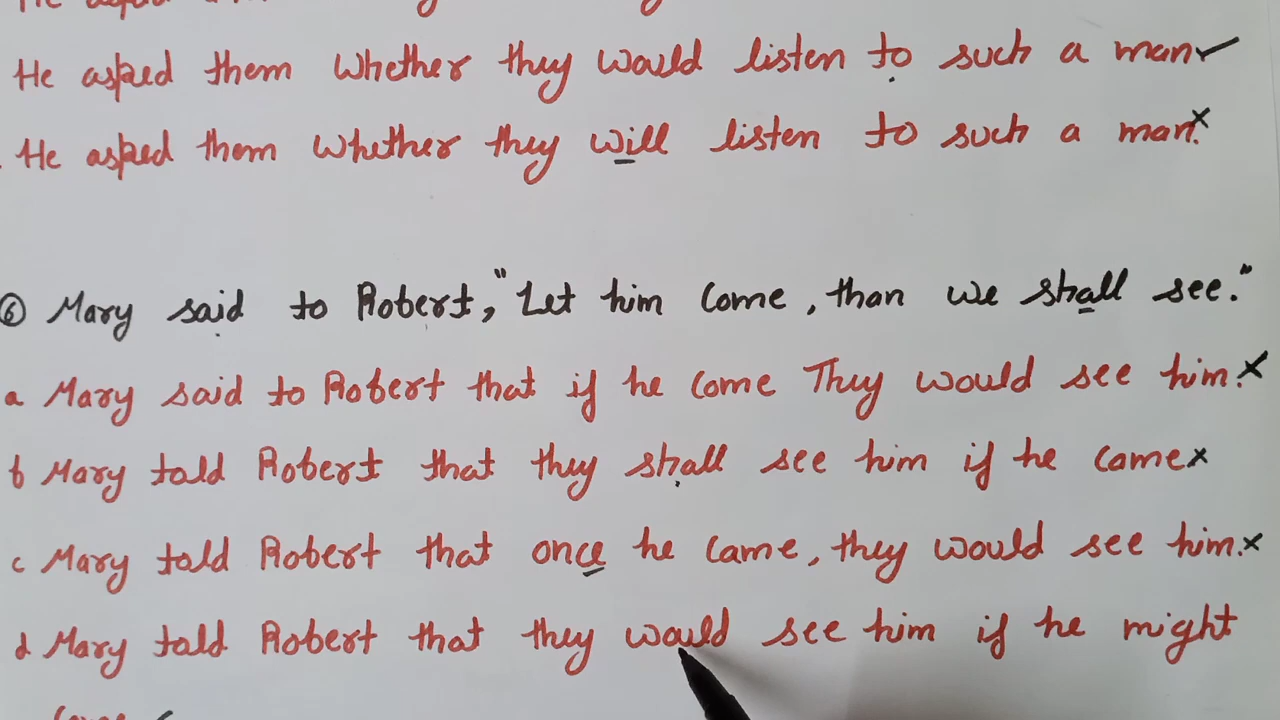 He asked them whether they would listen to such a man
He asked them whether they will listen to such a man.
⑥ Mary said to Robert, "Let him come, than we shall see."
a Mary said to Robert that if he come They would see him.
b Mary told Robert that they shall see him if he came
c Mary told Robert that once he came, they would see him.
d Mary told Robert that they would see him if he might